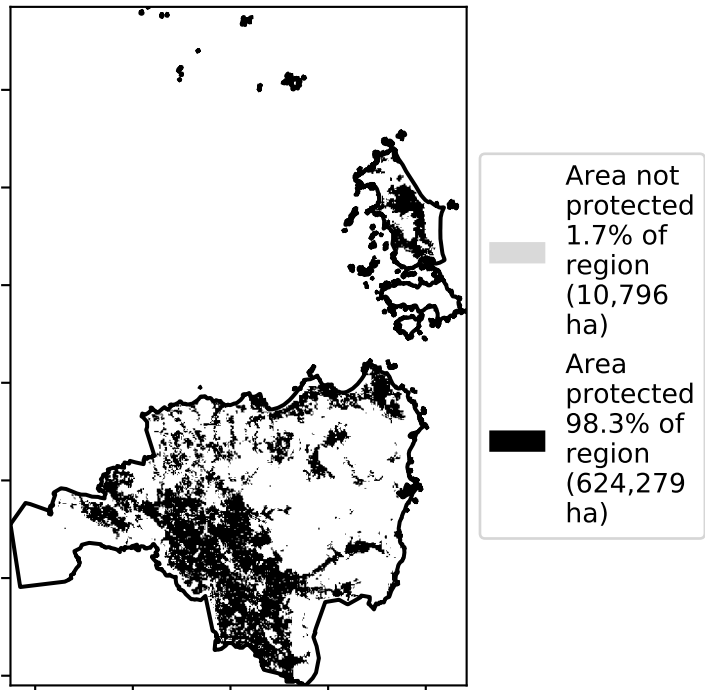 Area not
protected
1.7% of
region
(10,796
ha)
Area
protected
98.3% of
region
(624,279
ha)